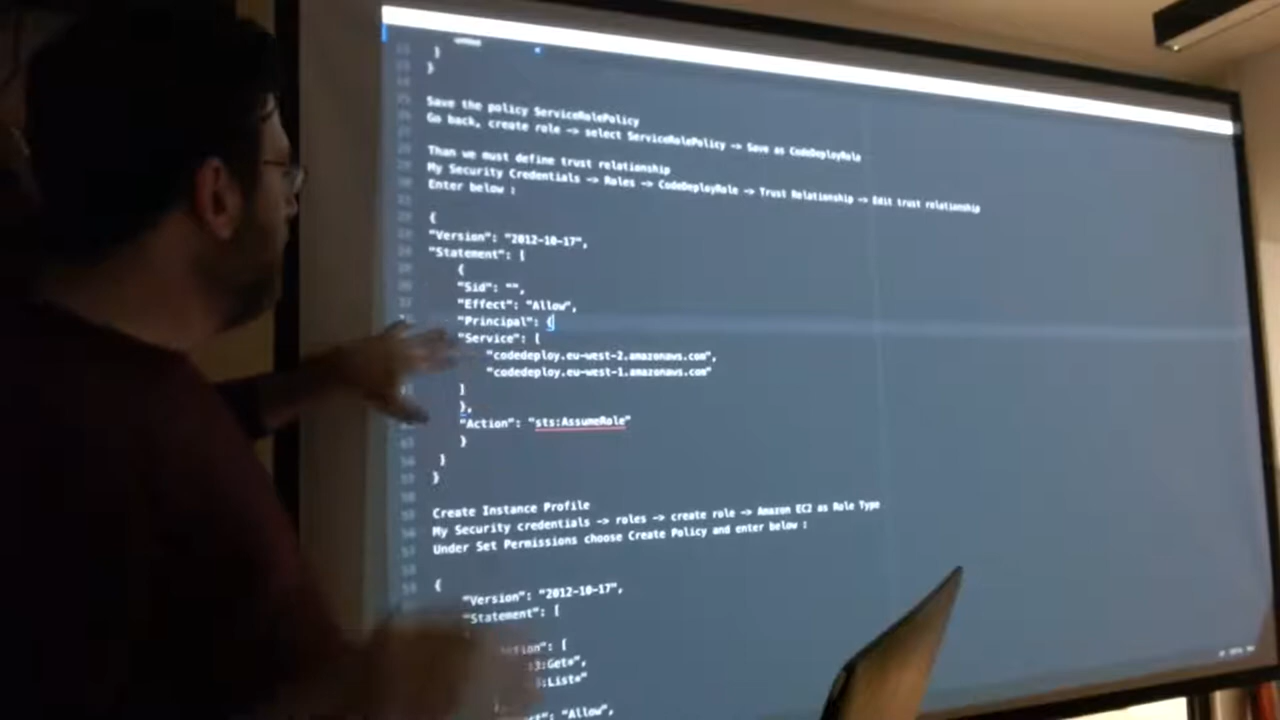 }
}
Save the policy ServiceRolePolicy
Go back, create role -> select ServiceRolePolicy -> Save as CodeDeployRole
Than we must define trust relationship
My Security Credentials -> Roles -> CodeDeployRole -> Trust Relationship -> Edit trust relationship
Enter below :
{
"Version": "2012-10-17",
"Statement": [
{
"Sid": "",
"Effect": "Allow",
"Principal": {
"Service": [
"codedeploy.eu-west-2.amazonaws.com",
"codedeploy.eu-west-1.amazonaws.com"
]
},
"Action": "sts:AssumeRole"
}
]
}
Create Instance Profile
My Security credentials -> roles -> create role -> Amazon EC2 as Role Type
Under Set Permissions choose Create Policy and enter below :
{
"Version": "2012-10-17",
"Statement": [
[
3:Get*",
:List*"
"Allow",